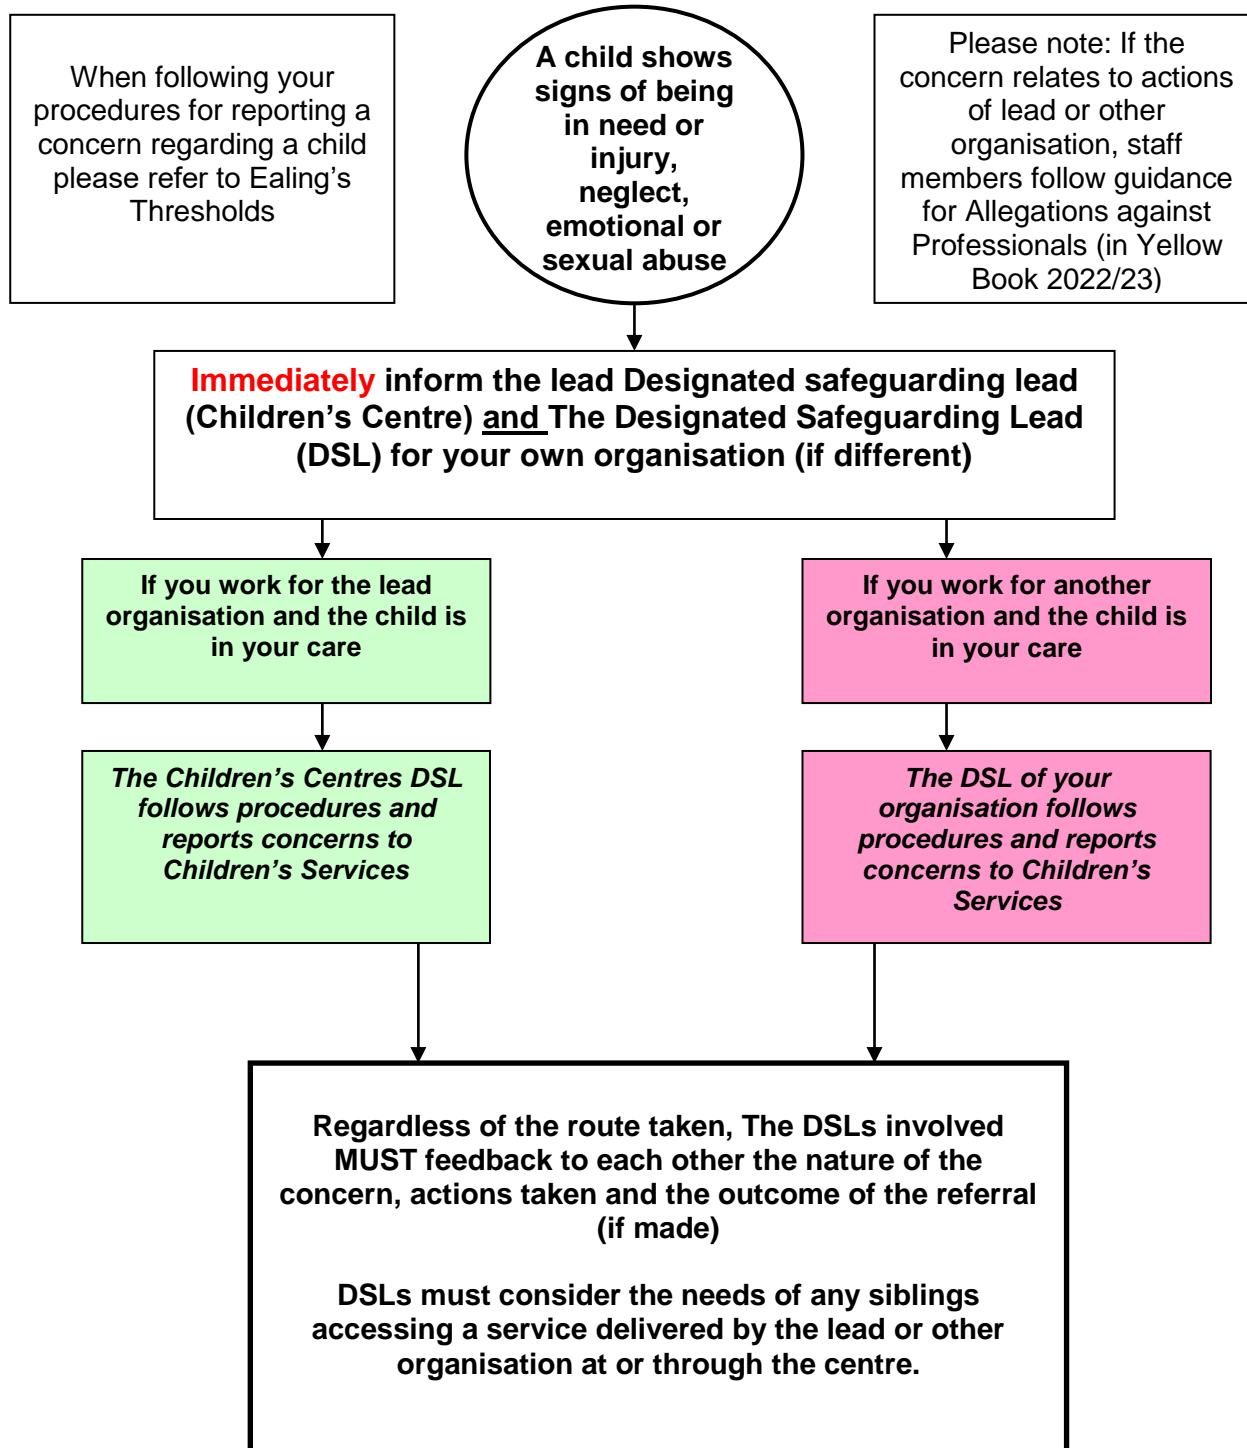 When following your
procedures for reporting a
concern regarding a child
please refer to Ealing’s
Thresholds
A child shows
signs of being
in need or
injury,
neglect,
emotional or
sexual abuse
Please note: If the
concern relates to actions
of lead or other
organisation, staff
members follow guidance
for Allegations against
Professionals (in Yellow
Book 2022/23)
Immediately inform the lead Designated safeguarding lead
(Children’s Centre) and The Designated Safeguarding Lead
(DSL) for your own organisation (if different)
If you work for the lead
organisation and the child is
in your care
If you work for another
organisation and the child is
in your care
The Children’s Centres DSL
follows procedures and
reports concerns to
Children’s Services
The DSL of your
organisation follows
procedures and reports
concerns to Children’s
Services
Regardless of the route taken, The DSLs involved
MUST feedback to each other the nature of the
concern, actions taken and the outcome of the referral
(if made)
DSLs must consider the needs of any siblings
accessing a service delivered by the lead or other
organisation at or through the centre.